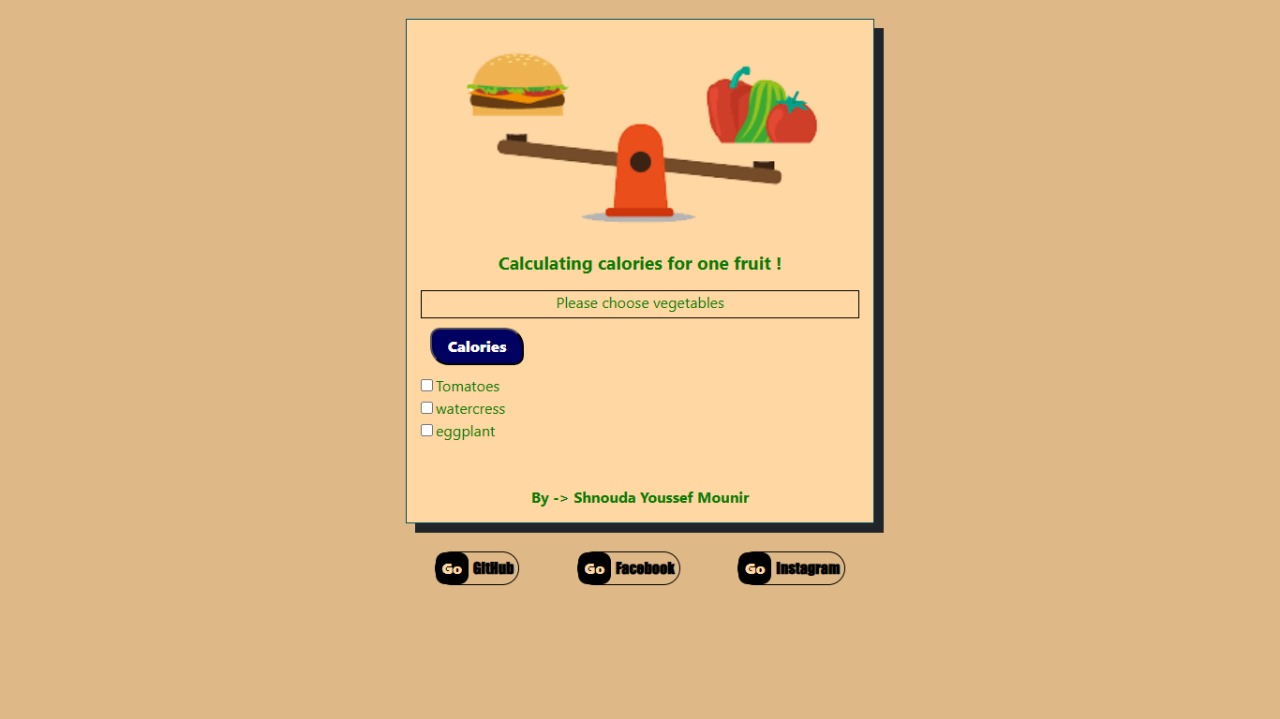 Calculating calories for one fruit !
Please choose vegetables
Calories
Tomatoes
watercress
eggplant
By -> Shnouda Youssef Mounir
Go GitHub Go Facebook Go Instagram